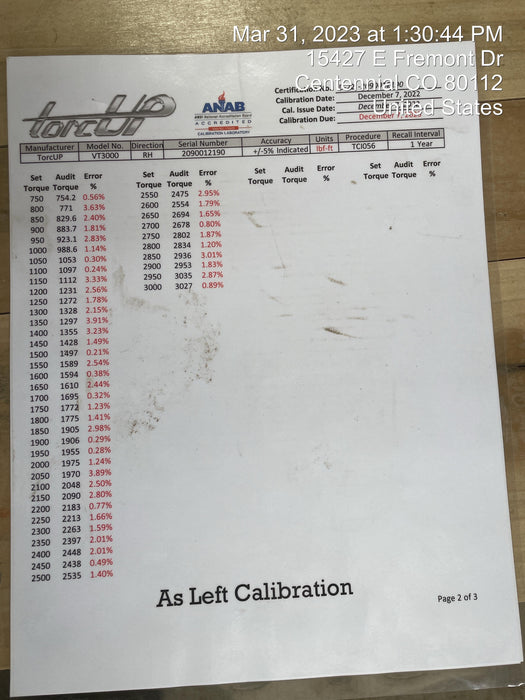 Mar 31, 2023 at 1:30:44 PM
15427 E Fremont Dr
Centennial CO 80112
United States
TorcUP
ANAB
ANSI National Accreditation Board
ACCREDITED
CALIBRATION LABORATORY
Certification No.
Calibration Date: December 7, 2022
Cal. Issue Date:
Calibration Due: December 7, 2023
Manufacturer Model No. Direction Serial Number Accuracy Units Procedure Recall Interval
TorcUP VT3000 RH 2090012190 +/-5% Indicated lbf-ft TCI056 1 Year
Set Audit Error Set Audit Error Set Audit Error Set Audit Error
Torque Torque % Torque Torque % Torque Torque % Torque Torque %
750 754.2 0.56% 2550 2475 2.95%
800 771 3.63% 2600 2554 1.79%
850 829.6 2.40% 2650 2694 1.65%
900 883.7 1.81% 2700 2678 0.80%
950 923.1 2.83% 2750 2802 1.87%
1000 988.6 1.14% 2800 2834 1.20%
1050 1053 0.30% 2850 2936 3.01%
1100 1097 0.24% 2900 2953 1.83%
1150 1112 3.33% 2950 3035 2.87%
1200 1231 2.56% 3000 3027 0.89%
1250 1272 1.78%
1300 1328 2.15%
1350 1297 3.91%
1400 1355 3.23%
1450 1428 1.49%
1500 1497 0.21%
1550 1589 2.54%
1600 1594 0.38%
1650 1610 2.44%
1700 1695 0.32%
1750 1772 1.23%
1800 1775 1.41%
1850 1905 2.98%
1900 1906 0.29%
1950 1955 0.28%
2000 1975 1.24%
2050 1970 3.89%
2100 2048 2.50%
2150 2090 2.80%
2200 2183 0.77%
2250 2213 1.66%
2300 2263 1.59%
2350 2397 2.01%
2400 2448 2.01%
2450 2438 0.49%
2500 2535 1.40%
As Left Calibration
Page 2 of 3